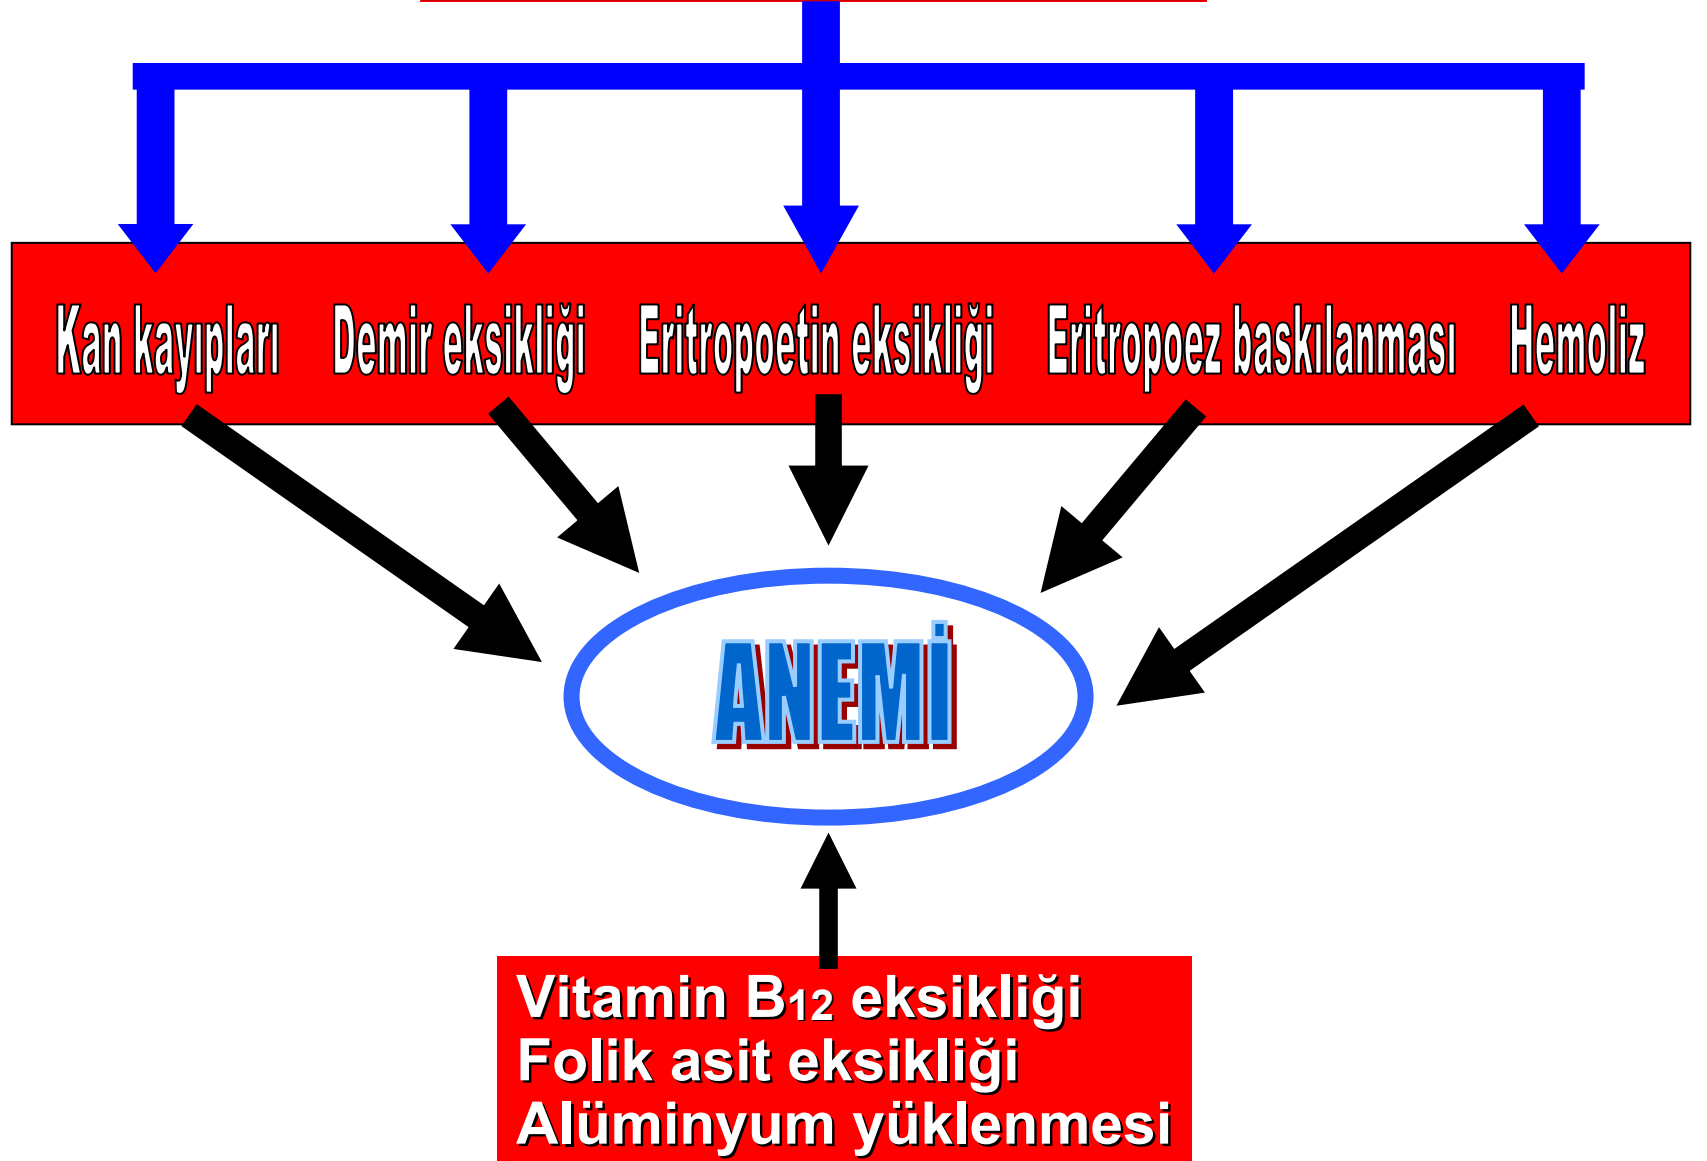 Kan kayıpları Demir eksikliği Eritropoetin eksikliği Eritropoez baskılanması Hemoliz
ANEMİ
Vitamin B12 eksikliği
Folik asit eksikliği
Alüminyum yüklenmesi